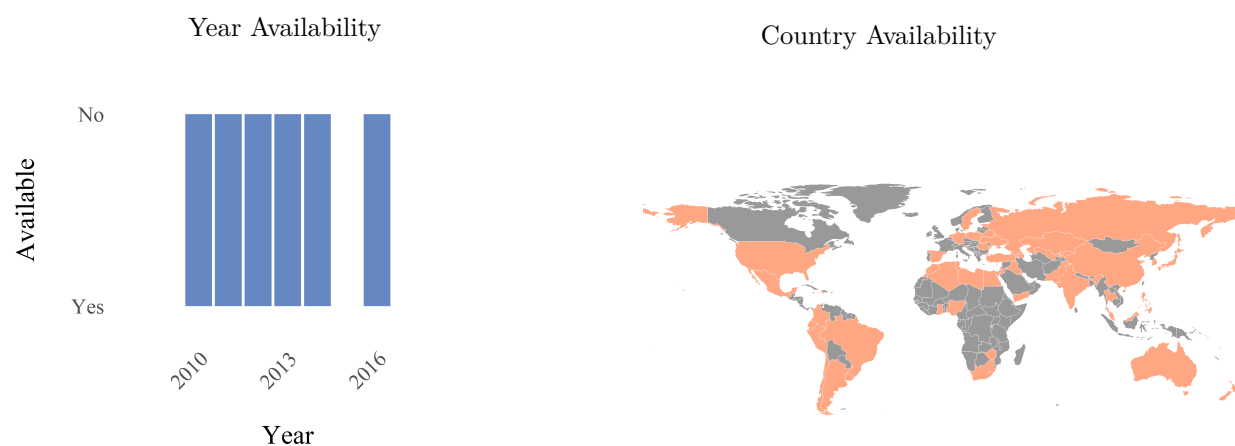 Year Availability
Country Availability
No
Available
Yes
2010
2013
2016
Year